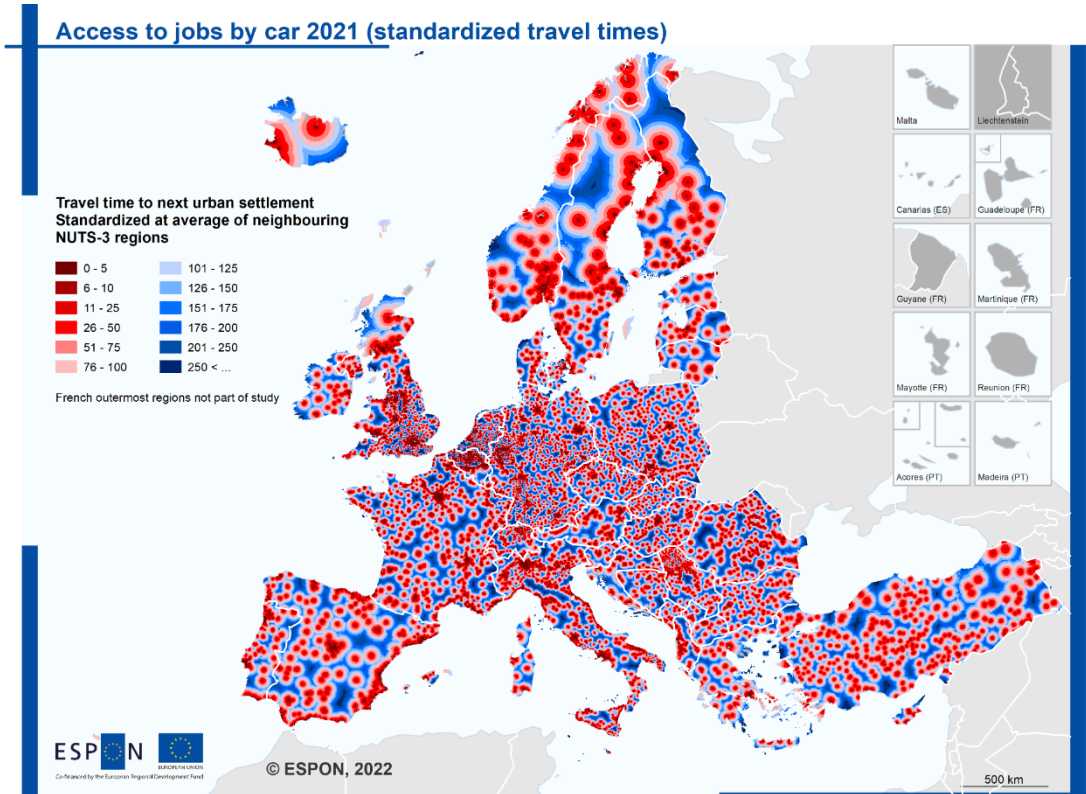 Access to jobs by car 2021 (standardized travel times)
Malta
Liechtenstein
Travel time to next urban settlement
Standardized at average of neighbouring
NUTS-3 regions
0 - 5
6 - 10
11 - 25
26 - 50
51 - 75
76 - 100
101 - 125
126 - 150
151 - 175
176 - 200
201 - 250
250 < ...
French outermost regions not part of study
Canarias (ES)
Guadeloupe (FR)
Guyane (FR)
Martinique (FR)
Mayotte (FR)
Reunion (FR)
Acores (PT)
Madeira (PT)
ESPON
EUROPEAN UNION
Co-financed by the European Regional Development Fund
© ESPON, 2022
500 km